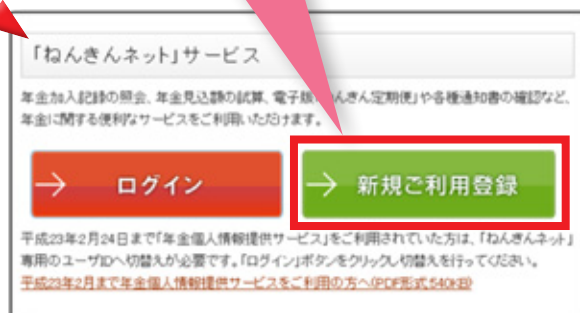 「ねんきんネット」サービス
年金加入記録の照会、年金見込額の試算、電子版 んきん定期便」や各種通知書の確認など、
年金に関する便利なサービスをご利用いただけます。
ログイン
新規ご利用登録
平成23年2月24日まで「年金個人情報提供サービス」をご利用されていた方は、「ねんきんネット」
専用のユーザIDへ切替えが必要です。「ログイン」ボタンをクリックし切替えを行ってください。
平成23年2月まで年金個人情報提供サービスをご利用の方へ(PDF形式:540KB)